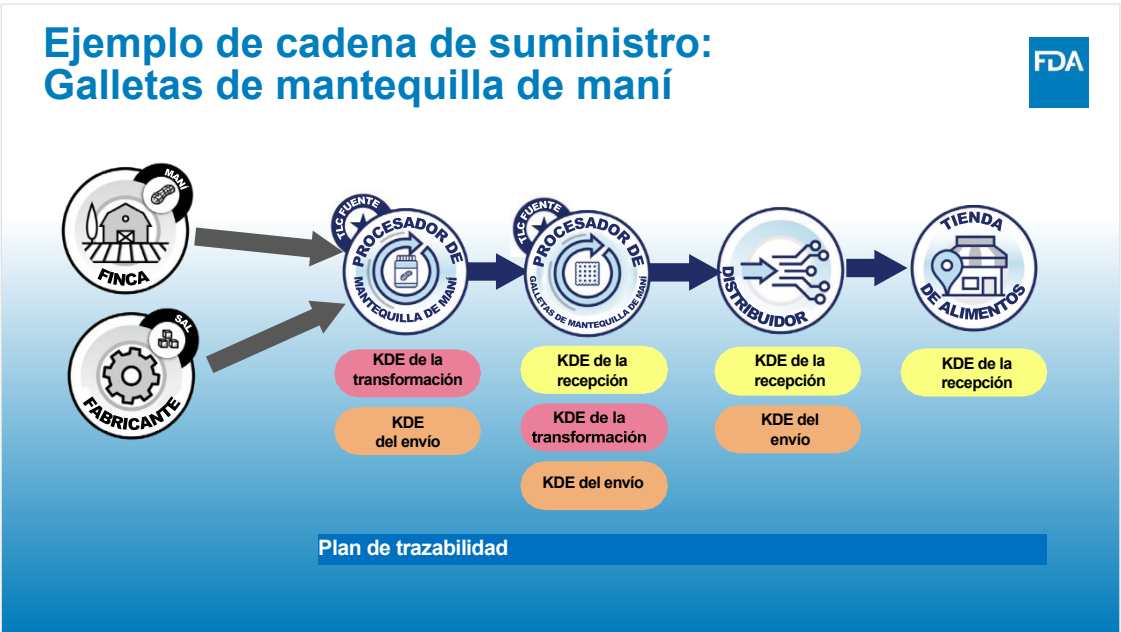 Ejemplo de cadena de suministro:
Galletas de mantequilla de maní
FDA
MANÍ
FINCA
SAL
FABRICANTE
TLC FUENTE
PROCESADOR DE
MANTEQUILLA DE MANÍ
TLC FUENTE
PROCESADOR DE
GALLETAS DE MANTEQUILLA DE MANÍ
DISTRIBUIDOR
TIENDA
DE ALIMENTOS
KDE de la
transformación
KDE
del envío
KDE de la
recepción
KDE de la
transformación
KDE del envío
KDE de la
recepción
KDE del
envío
KDE de la
recepción
Plan de trazabilidad